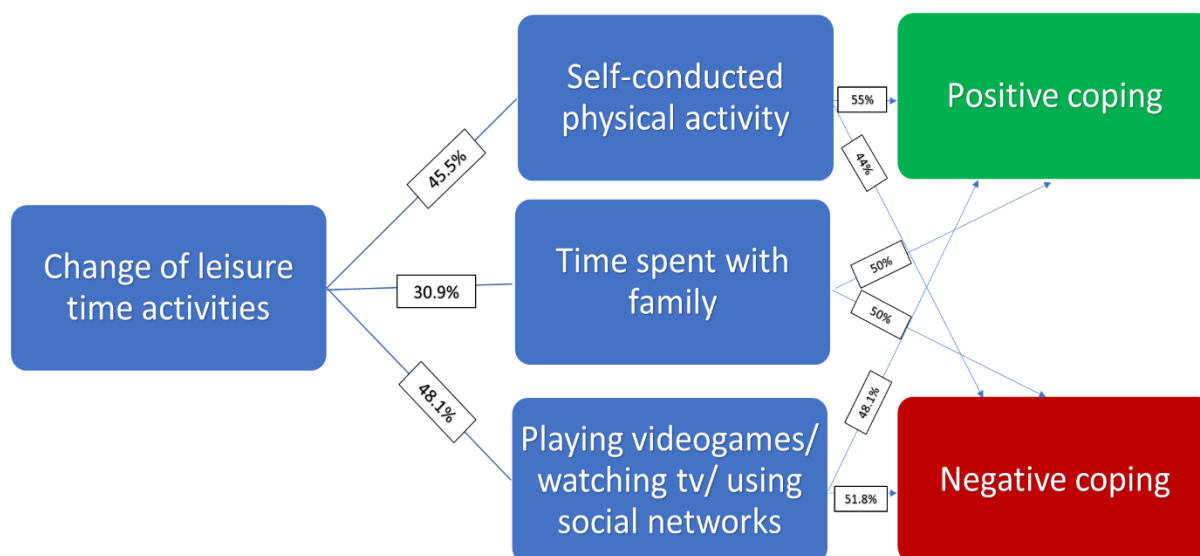 Self-conducted
physical activity
55%
Positive coping
45.5%
44%
Change of leisure
time activities
30.9%
Time spent with
family
50%
50%
48.1%
Playing videogames/
watching tv/ using
social networks
48.1%
51.8%
Negative coping